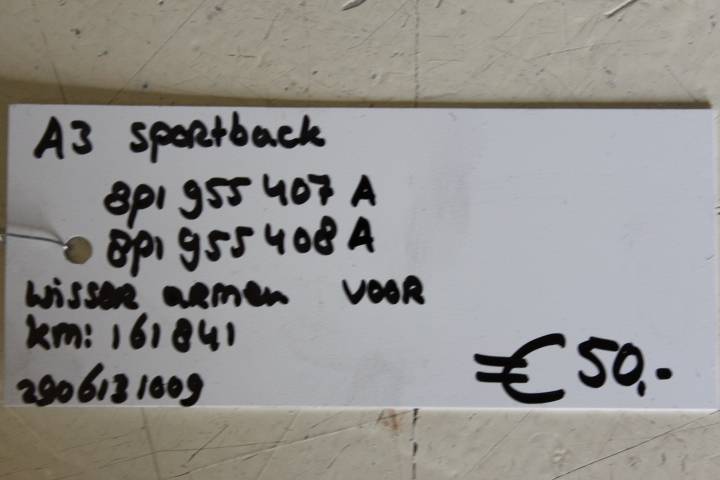 A3 sportback
8p1 955 407 A
8p1 955 408 A
wisser armen voor
km: 161841
2906131009
€50,-